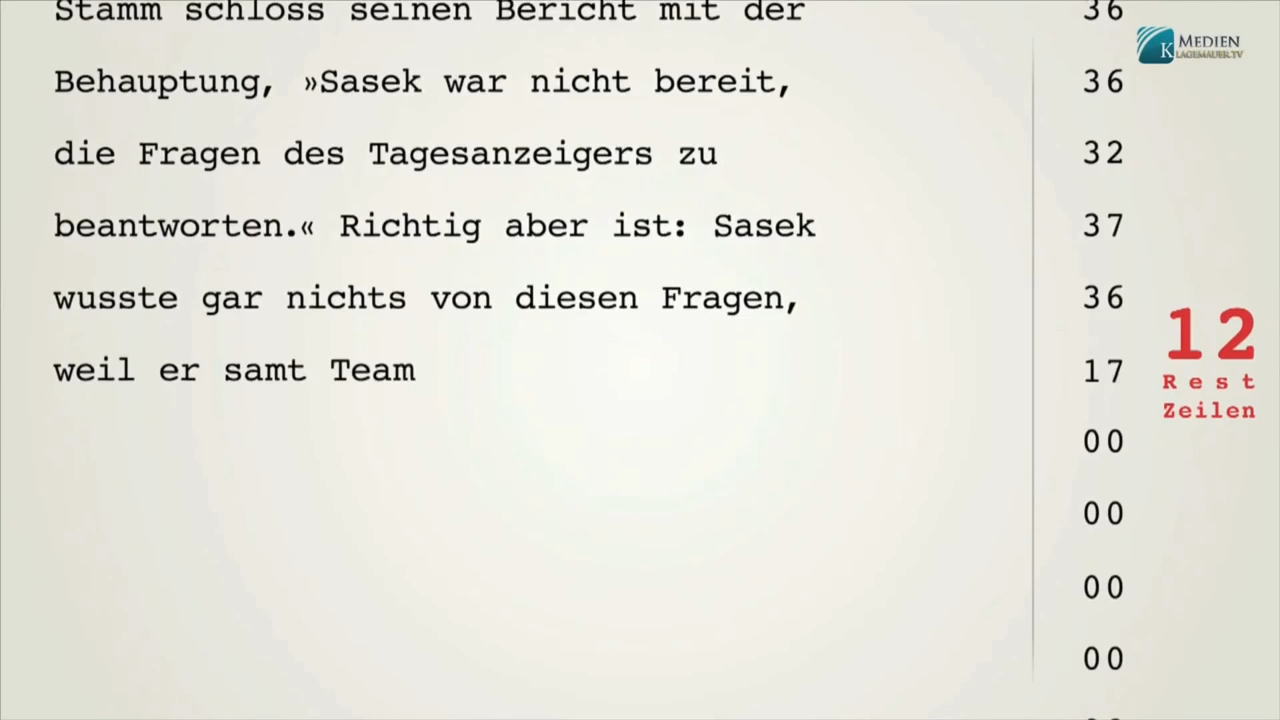 Stamm schloss seinen Bericht mit der 36
Behauptung, »Sasek war nicht bereit, 36
die Fragen des Tagesanzeigers zu 32
beantworten.« Richtig aber ist: Sasek 37
wusste gar nichts von diesen Fragen, 36
weil er samt Team 17
00
00
00
00
12
Rest
Zeilen
K MEDIEN
KLAGEMAUER.TV